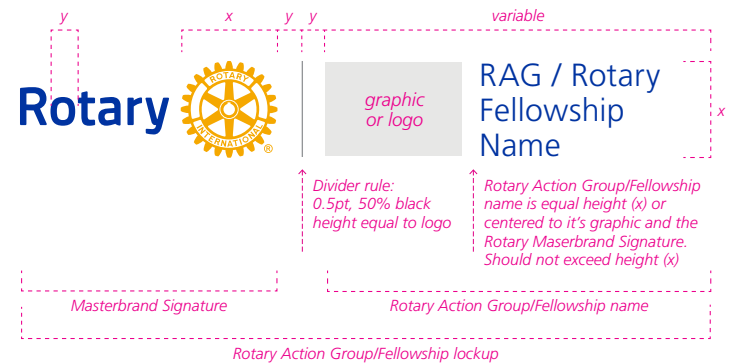 y
x
y
y
variable
Rotary
ROTARY
INTERNATIONAL
®
graphic
or logo
RAG / Rotary
Fellowship
Name
x
Divider rule:
0.5pt, 50% black
height equal to logo
Rotary Action Group/Fellowship
name is equal height (x) or
centered to it’s graphic and the
Rotary Maserbrand Signature.
Should not exceed height (x)
Masterbrand Signature
Rotary Action Group/Fellowship name
Rotary Action Group/Fellowship lockup